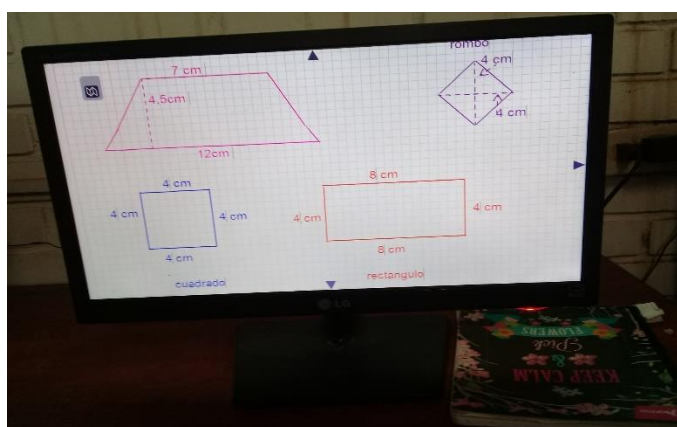 7 cm
4,5cm
12cm
rombo
4 cm
4 cm
4 cm
4 cm
4 cm
4 cm
cuadrado
8 cm
4 cm
4 cm
8 cm
rectangulo
LG
KEEP CALM
&
Pick
FLOWERS